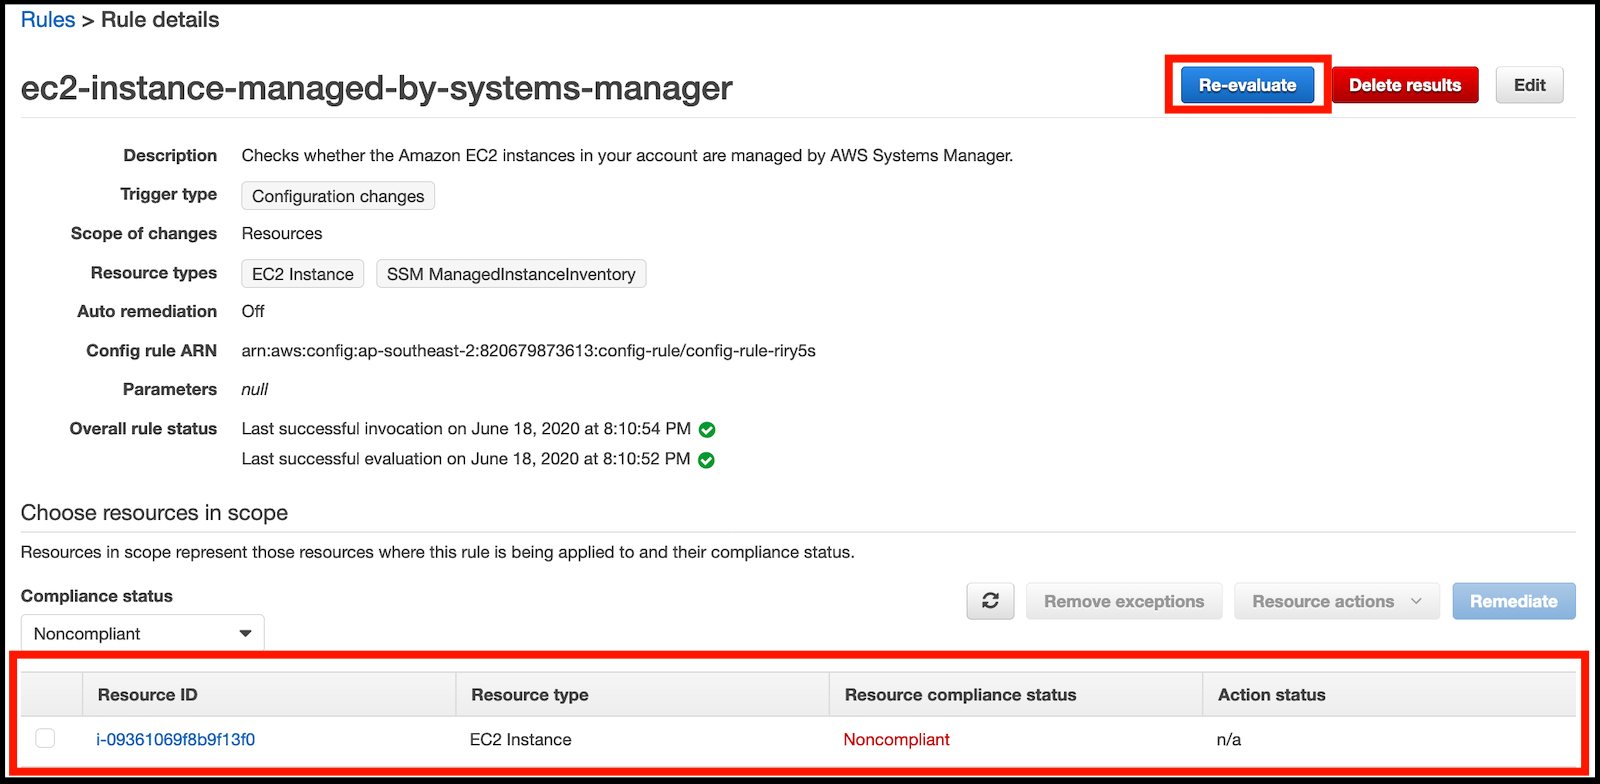 Rules > Rule details
ec2-instance-managed-by-systems-manager
Re-evaluate
Delete results
Edit
Description Checks whether the Amazon EC2 instances in your account are managed by AWS Systems Manager.
Trigger type Configuration changes
Scope of changes Resources
Resource types EC2 Instance SSM ManagedInstanceInventory
Auto remediation Off
Config rule ARN arn:aws:config:ap-southeast-2:820679873613:config-rule/config-rule-riry5s
Parameters null
Overall rule status Last successful invocation on June 18, 2020 at 8:10:54 PM
Last successful evaluation on June 18, 2020 at 8:10:52 PM
Choose resources in scope
Resources in scope represent those resources where this rule is being applied to and their compliance status.
Compliance status
Noncompliant
Remove exceptions
Resource actions
Remediate
Resource ID Resource type Resource compliance status Action status
i-09361069f8b9f13f0 EC2 Instance Noncompliant n/a